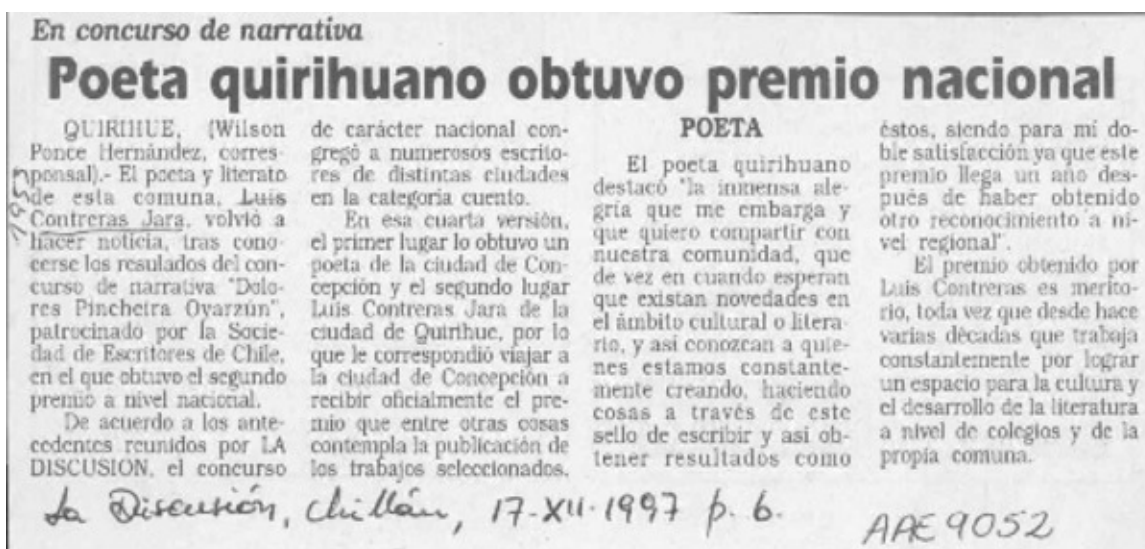 En concurso de narrativa
Poeta quirihuano obtuvo premio nacional
QUIRIHUE, (Wilson
Ponce Hernández, corres-
ponsal).- El poeta y literato
de esta comuna, Luis
Contreras Jara, volvió a
hacer noticia, tras cono-
cerse los resulados del con-
curso de narrativa "Dolo-
res Pincheira Oyarzún",
patrocinado por la Socie-
dad de Escritores de Chile,
en el que obtuvo el segundo
premio a nivel nacional.
De acuerdo a los ante-
cedentes reunidos por LA
DISCUSION, el concurso
de carácter nacional con-
gregó a numerosos escrito-
res de distintas ciudades
en la categoría cuento.
En esa cuarta versión,
el primer lugar lo obtuvo un
poeta de la ciudad de Con-
cepción y el segundo lugar
Luis Contreras Jara de la
ciudad de Quirihue, por lo
que le correspondió viajar a
la ciudad de Concepción a
recibir oficialmente el pre-
mio que entre otras cosas
contempla la publicación de
los trabajos seleccionados.
POETA
El poeta quirihuano
destacó "la inmensa ale-
gría que me embarga y
que quiero compartir con
nuestra comunidad, que
de vez en cuando esperan
que existan novedades en
el ámbito cultural o litera-
rio, y así conozcan a quie-
nes estamos constante-
mente creando, haciendo
cosas a través de este
sello de escribir y así ob-
tener resultados como
éstos, siendo para mí do-
ble satisfacción ya que este
premio llega un año des-
pués de haber obtenido
otro reconocimiento a ni-
vel regional".
El premio obtenido por
Luis Contreras es merito-
rio, toda vez que desde hace
varias décadas que trabaja
constantemente por lograr
un espacio para la cultura y
el desarrollo de la literatura
a nivel de colegios y de la
propia comuna.
La Discusión, Chillán, 17-XII-1997 p. 6.
AAE 9052